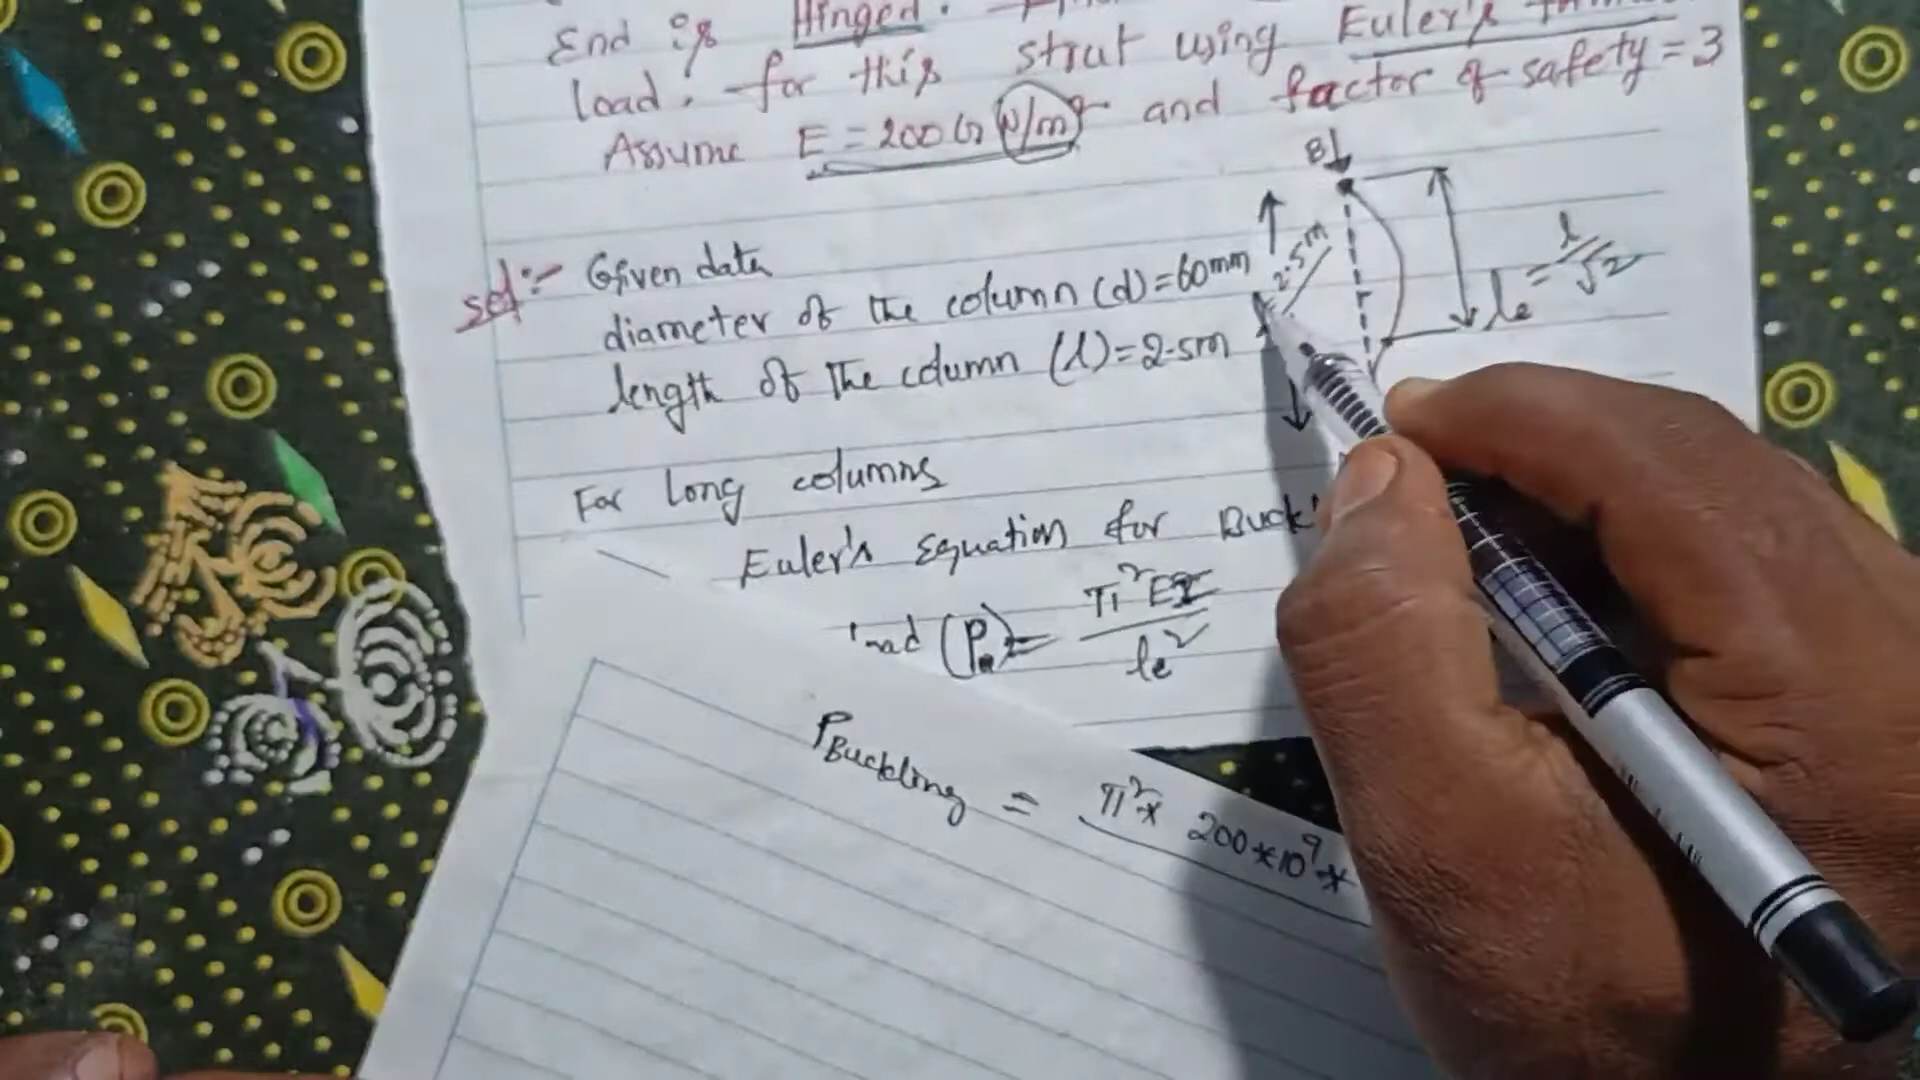 End is Hinged.
load. for this strut using Euler's
Assume E = 200 G N/m² and factor of safety = 3
B
sol:- Given data
diameter of the column (d) = 60mm
2.5m
le = l/√2
length of the column (l) = 2.5m
For Long columns
Euler's Equation for Buck
(P) = π²EI / le²
P Buckling = π² * 200*10⁹ *